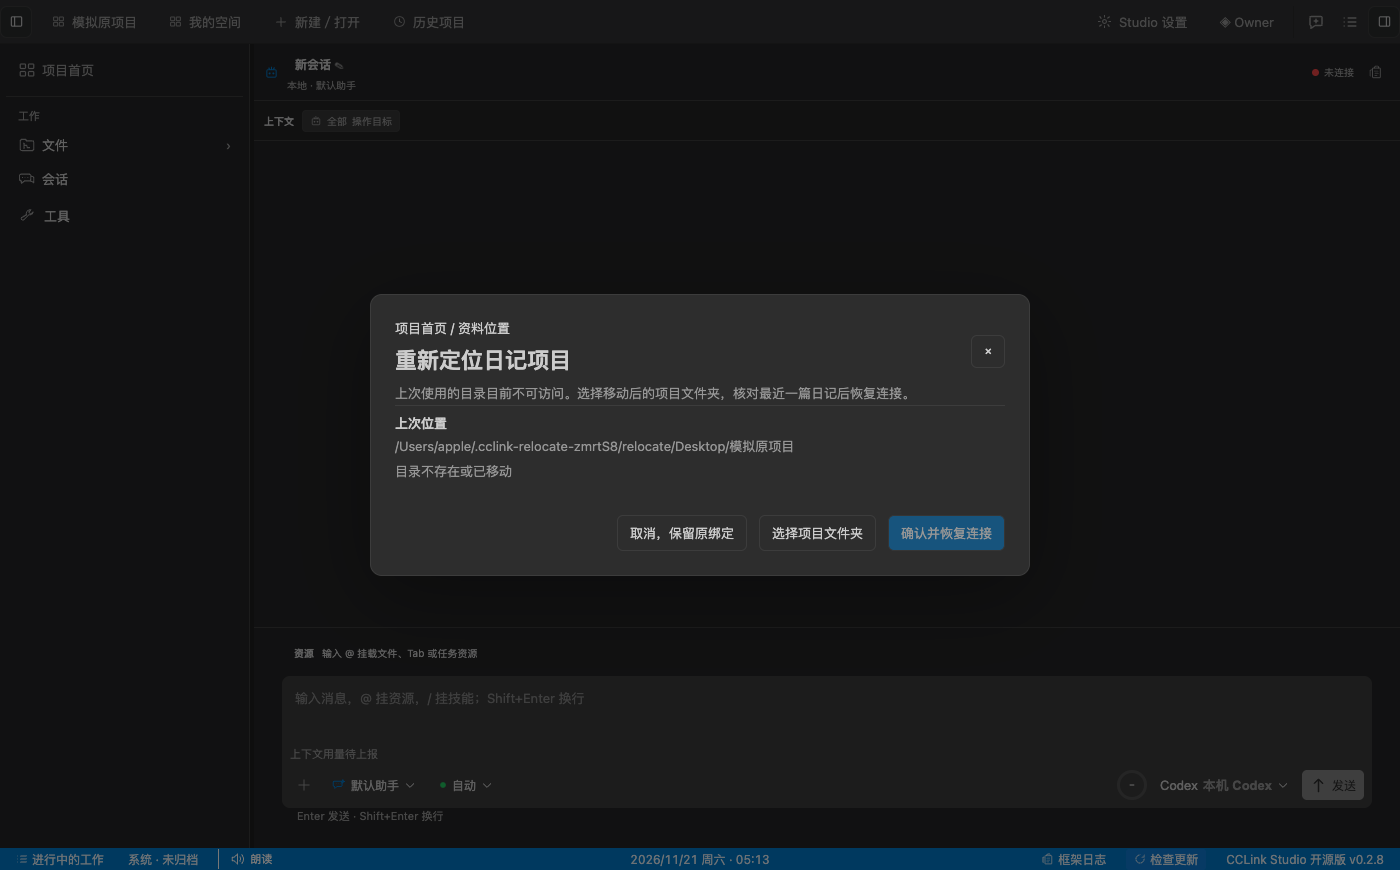 模拟原项目
我的空间
新建 / 打开
历史项目
Studio 设置
Owner
项目首页
工作
文件
会话
工具
新会话
本地 · 默认助手
未连接
上下文
全部 操作目标
项目首页 / 资料位置
重新定位日记项目
上次使用的目录目前不可访问。选择移动后的项目文件夹，核对最近一篇日记后恢复连接。
上次位置
/Users/apple/.cclink-relocate-zmrtS8/relocate/Desktop/模拟原项目
目录不存在或已移动
取消，保留原绑定
选择项目文件夹
确认并恢复连接
资源 输入 @ 挂载文件、Tab 或任务资源
输入消息，@ 挂资源，/ 挂技能；Shift+Enter 换行
上下文用量待上报
默认助手
自动
Codex 本机 Codex
发送
Enter 发送 · Shift+Enter 换行
进行中的工作
系统 · 未归档
朗读
2026/11/21 周六 · 05:13
框架日志
检查更新
CCLink Studio 开源版 v0.2.8